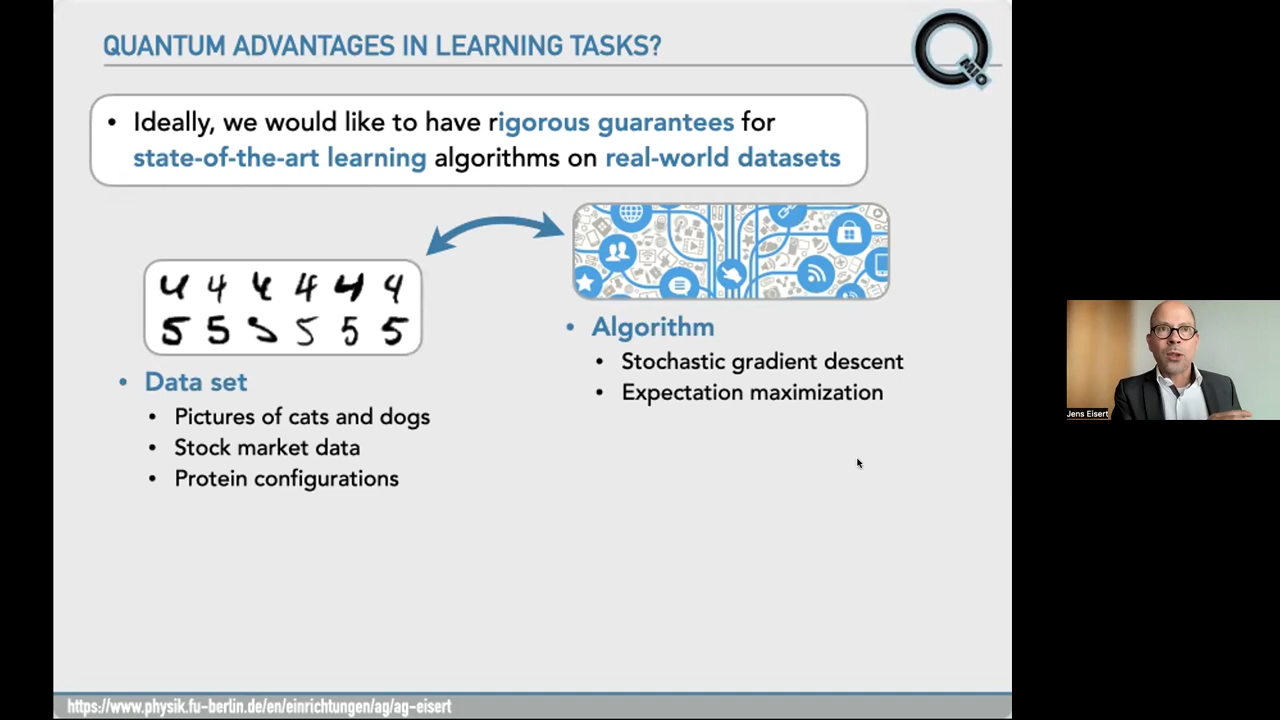 QUANTUM ADVANTAGES IN LEARNING TASKS?
QMIO
• Ideally, we would like to have rigorous guarantees for
state-of-the-art learning algorithms on real-world datasets
4 4 4 4 4 4
5 5 5 5 5 5
• Data set
• Pictures of cats and dogs
• Stock market data
• Protein configurations
• Algorithm
• Stochastic gradient descent
• Expectation maximization
Jens Eisert
https://www.physik.fu-berlin.de/en/einrichtungen/ag/ag-eisert